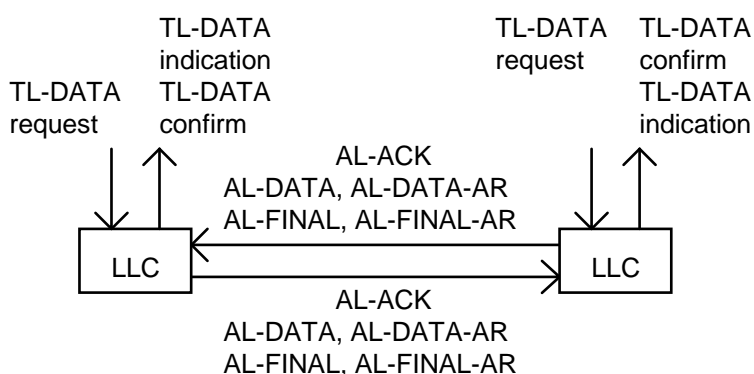 TL-DATA
indication
TL-DATA
confirm
TL-DATA
request
TL-DATA
request
TL-DATA
confirm
TL-DATA
indication
AL-ACK
AL-DATA, AL-DATA-AR
AL-FINAL, AL-FINAL-AR
LLC
LLC
AL-ACK
AL-DATA, AL-DATA-AR
AL-FINAL, AL-FINAL-AR